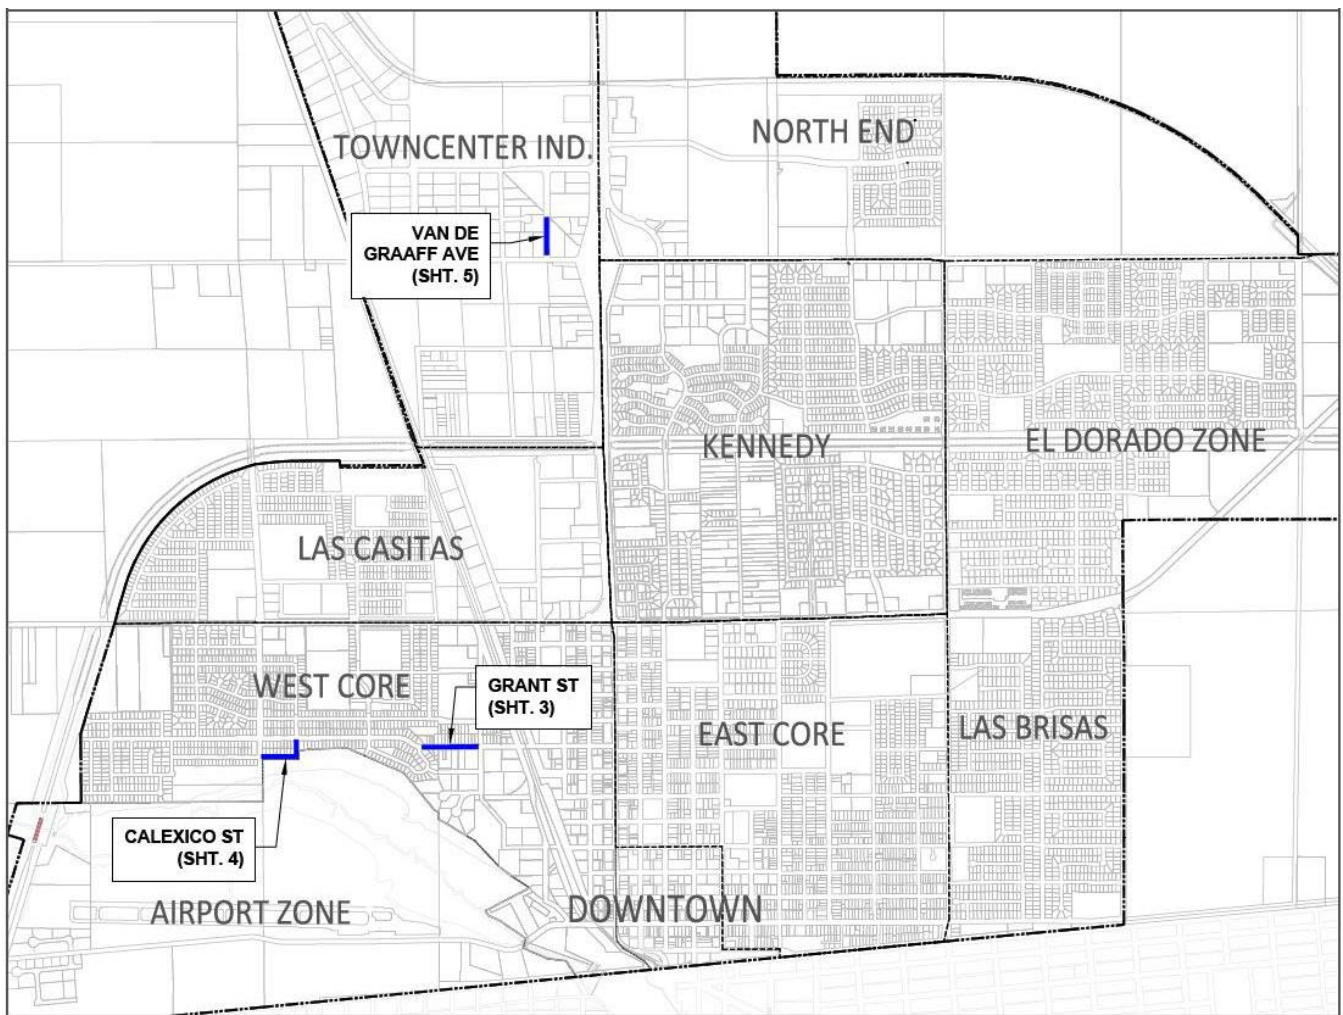 NORTH END
TOWNCENTER IND.
VAN DE
GRAAFF AVE
(SHT. 5)
KENNEDY
EL DORADO ZONE
LAS CASITAS
WEST CORE
GRANT ST
(SHT. 3)
EAST CORE
LAS BRISAS
CALEXICO ST
(SHT. 4)
AIRPORT ZONE
DOWNTOWN